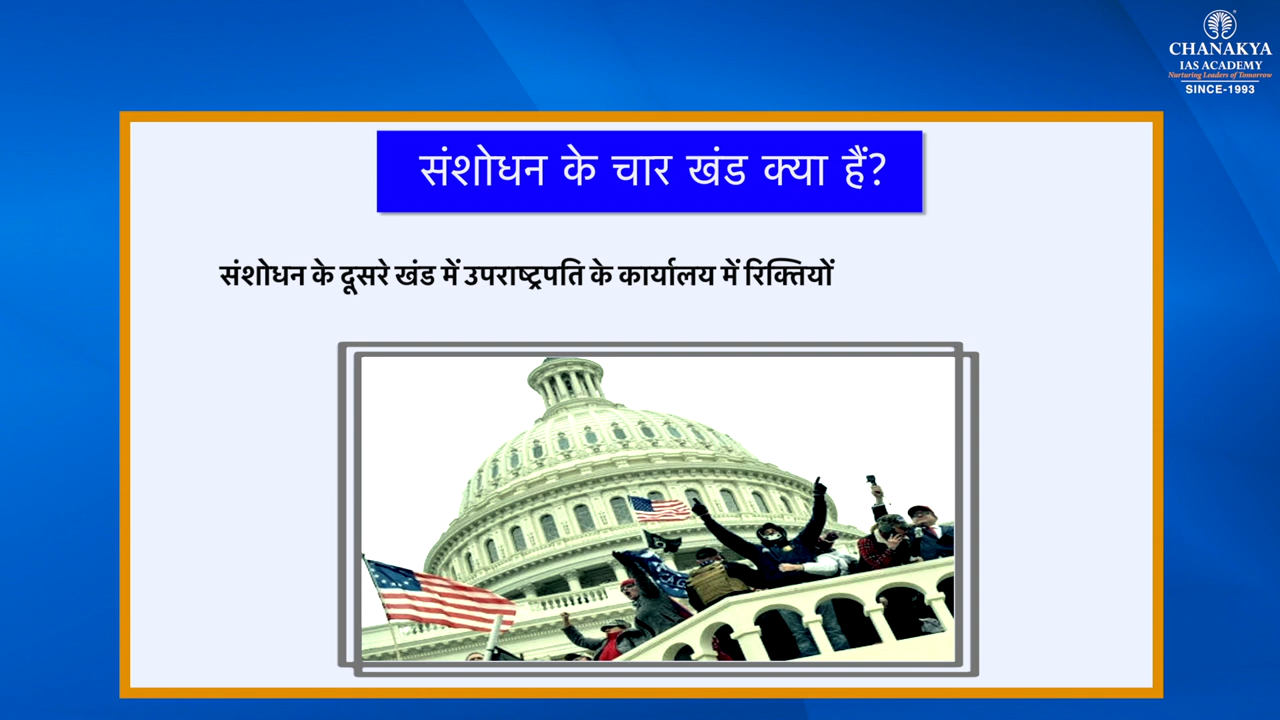 CHANAKYA
IAS ACADEMY
Nurturing Leaders of Tomorrow
SINCE-1993
संशोधन के चार खंड क्या हैं?
संशोधन के दूसरे खंड में उपराष्ट्रपति के कार्यालय में रिक्तियों